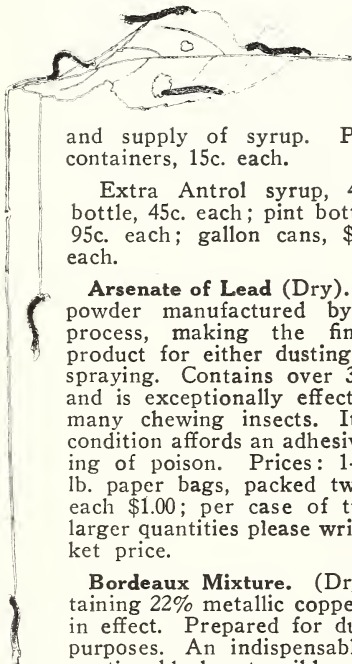 and supply of syrup. P
containers, 15c. each.
Extra Antrol syrup, 4
bottle, 45c. each; pint bot
95c. each; gallon cans, $
each.
Arsenate of Lead (Dry).
powder manufactured by
process, making the fin
product for either dusting
spraying. Contains over 3
and is exceptionally effect
many chewing insects. It
condition affords an adhesiv
ing of poison. Prices: 1-
lb. paper bags, packed tw
each $1.00; per case of t
larger quantities please wri
ket price.
Bordeaux Mixture. (Dr
taining 22% metallic coppe
in effect. Prepared for du
purposes. An indispensabl